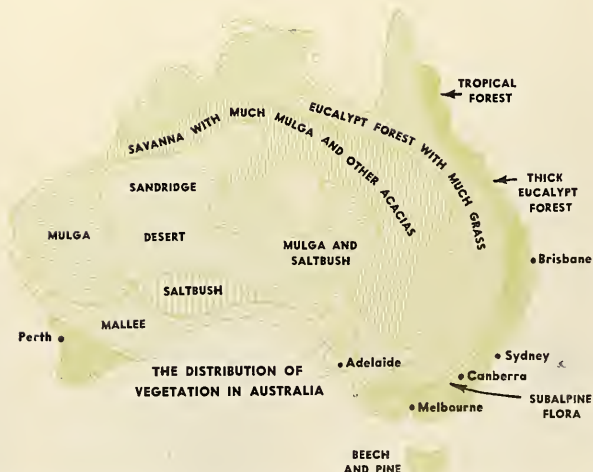 TROPICAL
FOREST
EUCALYPT FOREST WITH MUCH GRASS
SAVANNA WITH MUCH MULGA AND OTHER ACACIAS
THICK
EUCALYPT
FOREST
SANDRIDGE
MULGA
DESERT
MULGA AND
SALTBUSH
Brisbane
SALTBUSH
MALLEE
Perth
THE DISTRIBUTION OF
VEGETATION IN AUSTRALIA
Adelaide
Sydney
Canberra
SUBALPINE
FLORA
Melbourne
BEECH
AND PINE